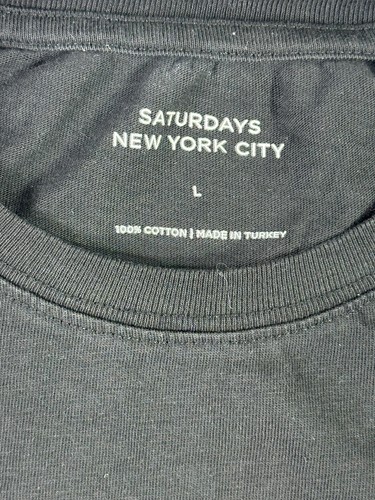 SATURDAYS
NEW YORK CITY
L
100% COTTON | MADE IN TURKEY